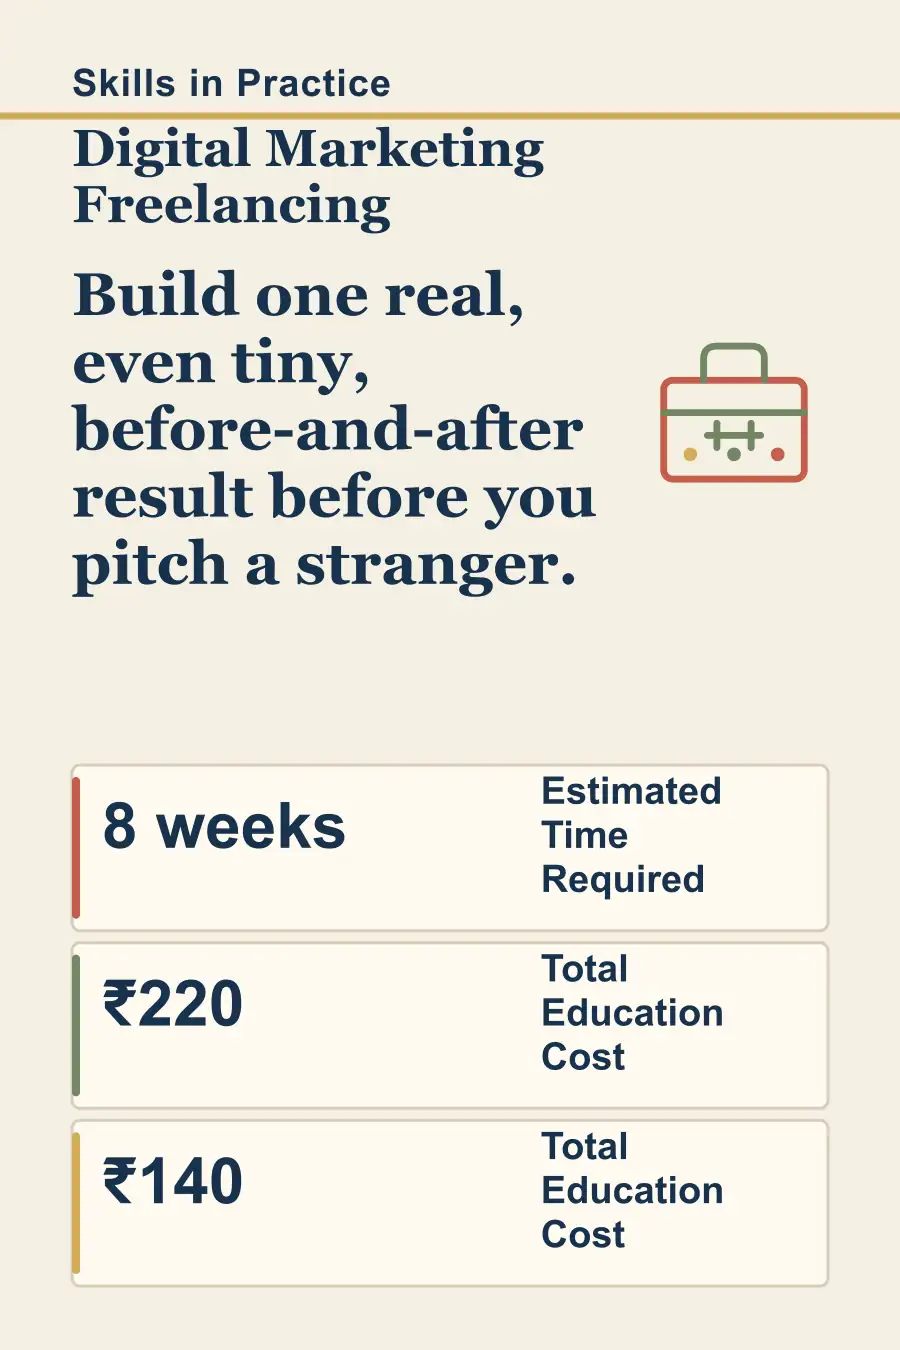 Skills in Practice
Digital Marketing
Freelancing
Build one real,
even tiny,
before-and-after
result before you
pitch a stranger.
8 weeks
Estimated
Time
Required
₹220
Total
Education
Cost
₹140
Total
Education
Cost